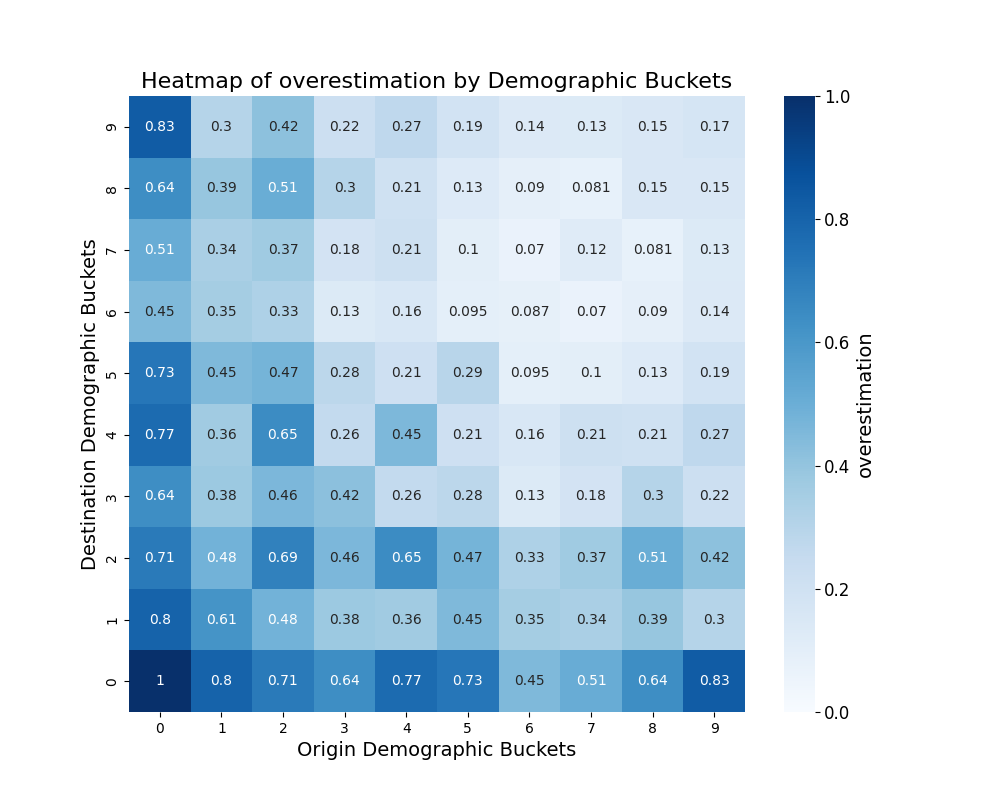 Heatmap of overestimation by Demographic Buckets
Destination Demographic Buckets
9 0.83 0.3 0.42 0.22 0.27 0.19 0.14 0.13 0.15 0.17
8 0.64 0.39 0.51 0.3 0.21 0.13 0.09 0.081 0.15 0.15
7 0.51 0.34 0.37 0.18 0.21 0.1 0.07 0.12 0.081 0.13
6 0.45 0.35 0.33 0.13 0.16 0.095 0.087 0.07 0.09 0.14
5 0.73 0.45 0.47 0.28 0.21 0.29 0.095 0.1 0.13 0.19
4 0.77 0.36 0.65 0.26 0.45 0.21 0.16 0.21 0.21 0.27
3 0.64 0.38 0.46 0.42 0.26 0.28 0.13 0.18 0.3 0.22
2 0.71 0.48 0.69 0.46 0.65 0.47 0.33 0.37 0.51 0.42
1 0.8 0.61 0.48 0.38 0.36 0.45 0.35 0.34 0.39 0.3
0 1 0.8 0.71 0.64 0.77 0.73 0.45 0.51 0.64 0.83
0 1 2 3 4 5 6 7 8 9
Origin Demographic Buckets
1.0
0.8
0.6
0.4
0.2
0.0
overestimation